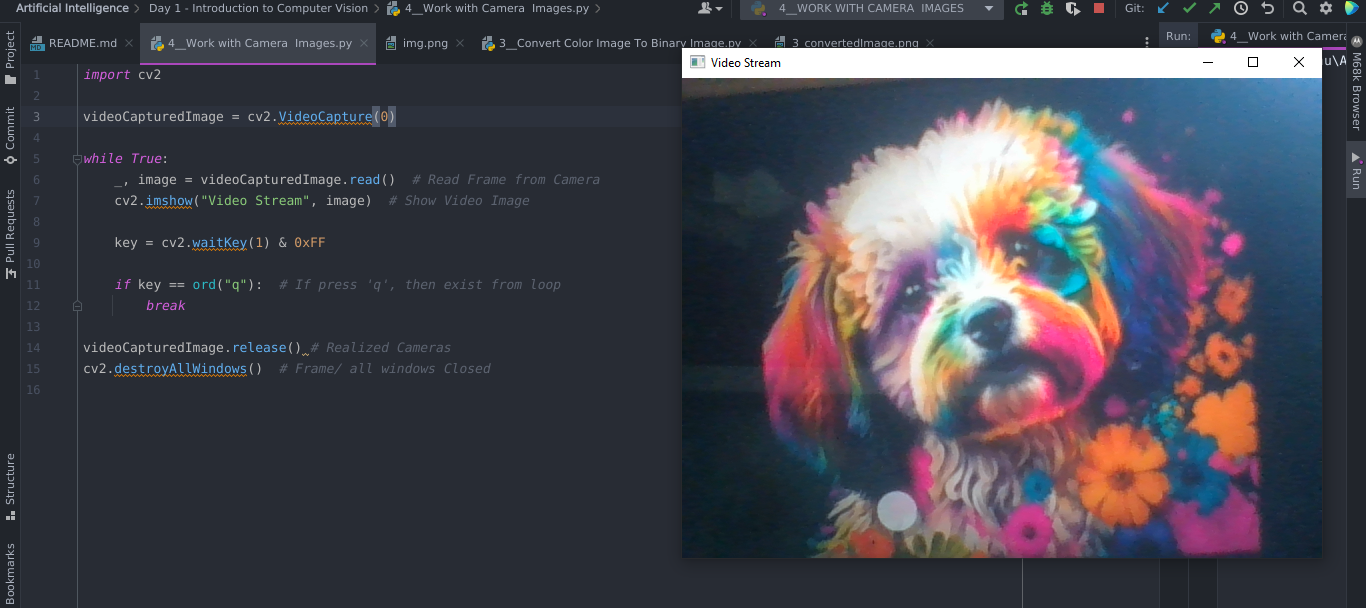 Artificial Intelligence > Day 1 - Introduction to Computer Vision > 4__Work with Camera Images.py >
4__WORK WITH CAMERA IMAGES
Git:
README.md
4__Work with Camera Images.py
img.png
3__Convert Color Image To Binary Image.py
3_convertedImage.png
Run:
4__Work with Camera
Project
Commit
Pull Requests
Structure
Bookmarks
1 import cv2
2
3 videoCapturedImage = cv2.VideoCapture(0)
4
5 while True:
6 _, image = videoCapturedImage.read() # Read Frame from Camera
7 cv2.imshow("Video Stream", image) # Show Video Image
8
9 key = cv2.waitKey(1) & 0xFF
10
11 if key == ord("q"): # If press 'q', then exist from loop
12 break
13
14 videoCapturedImage.release() # Realized Cameras
15 cv2.destroyAllWindows() # Frame/ all windows Closed
16
Video Stream
u\A
M68k Browser
Run